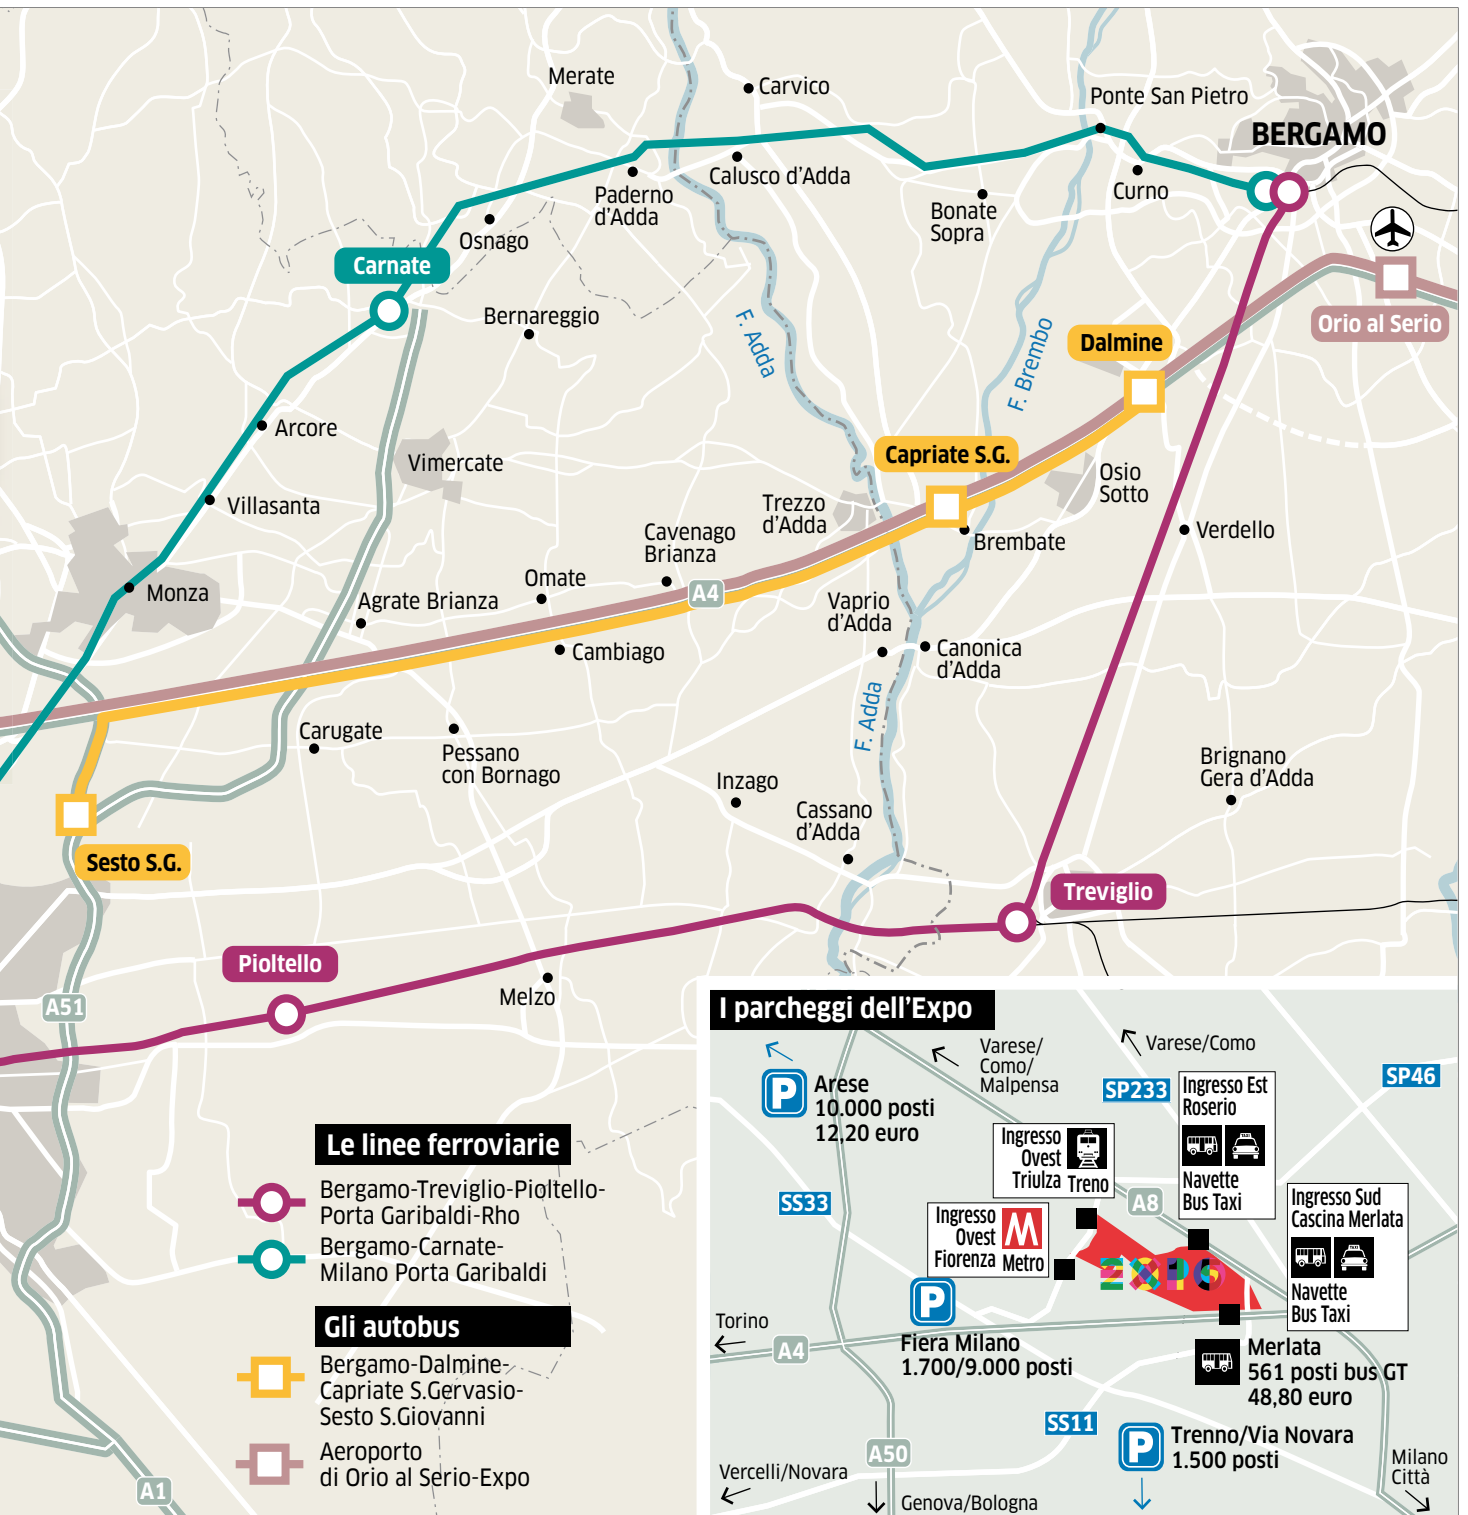 Merate
Carvico
Ponte San Pietro
BERGAMO
Calusco d'Adda
Paderno
d'Adda
Curno
Bonate
Sopra
Osnago
Carnate
Bernareggio
F. Adda
F. Brembo
Orio al Serio
Dalmine
Arcore
Vimercate
Capriate S.G.
Osio
Sotto
Villasanta
Trezzo
d'Adda
Cavenago
Brianza
Brembate
Verdello
Omate
Monza
Agrate Brianza
A4
Vaprio
d'Adda
Cambiago
Canonica
d'Adda
F. Adda
Carugate
Pessano
con Bornago
Brignano
Gera d'Adda
Inzago
Cassano
d'Adda
Sesto S.G.
Treviglio
Pioltello
Melzo
A51
A1
Le linee ferroviarie
Bergamo-Treviglio-Pioltello-
Porta Garibaldi-Rho
Bergamo-Carnate-
Milano Porta Garibaldi
Gli autobus
Bergamo-Dalmine-
Capriate S.Gervasio-
Sesto S.Giovanni
Aeroporto
di Orio al Serio-Expo
I parcheggi dell'Expo
Varese/
Como/
Malpensa
Varese/Como
SP46
SP233
P
Arese
10.000 posti
12,20 euro
Ingresso Est
Roserio
TAXI
Navette
Bus Taxi
Ingresso
Ovest
Triulza
Treno
SS33
A8
Ingresso Sud
Cascina Merlata
TAXI
Navette
Bus Taxi
Ingresso
Ovest
Fiorenza
M
Metro
EXPO
P
Fiera Milano
1.700/9.000 posti
Torino
A4
Merlata
561 posti bus GT
48,80 euro
SS11
P
Trenno/Via Novara
1.500 posti
A50
Vercelli/Novara
Genova/Bologna
Milano
Città